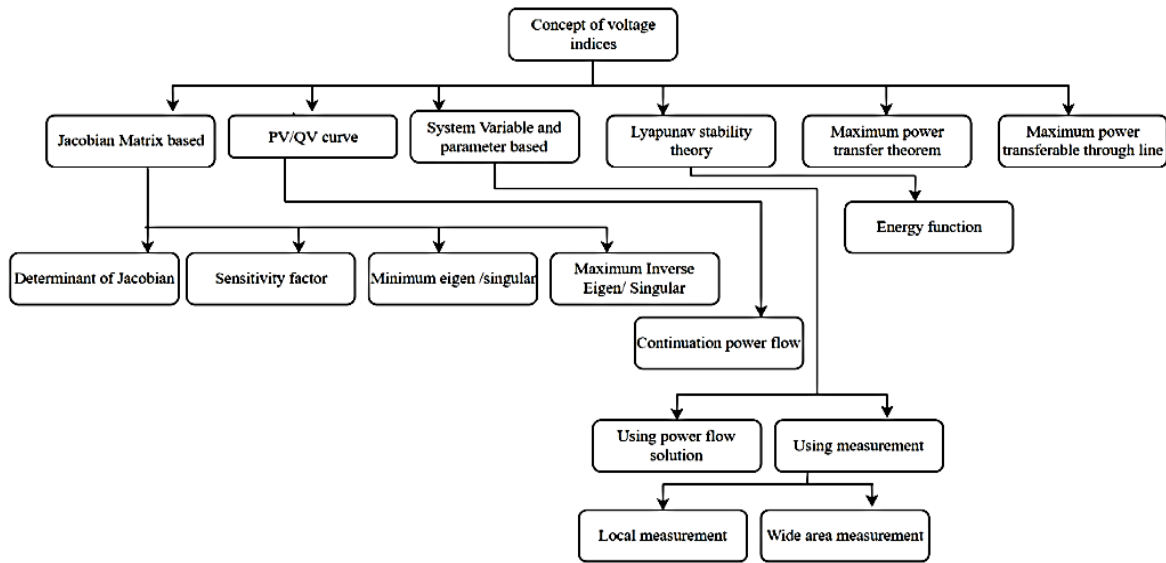 Concept of voltage
indices
Jacobian Matrix based
PV/QV curve
System Variable and
parameter based
Lyapunav stability
theory
Maximum power
transfer theorem
Maximum power
transferable through line
Energy function
Determinant of Jacobian
Sensitivity factor
Minimum eigen /singular
Maximum Inverse
Eigen/ Singular
Continuation power flow
Using power flow
solution
Using measurement
Local measurement
Wide area measurement